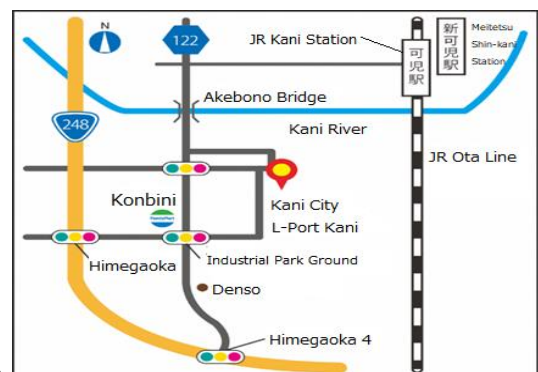 N
122
JR Kani Station
可児駅
新可児駅
Meitetsu
Shin-kani
Station
Akebono Bridge
248
Kani River
JR Ota Line
Konbini
Kani City
L-Port Kani
Himegaoka
Industrial Park Ground
Denso
Himegaoka 4